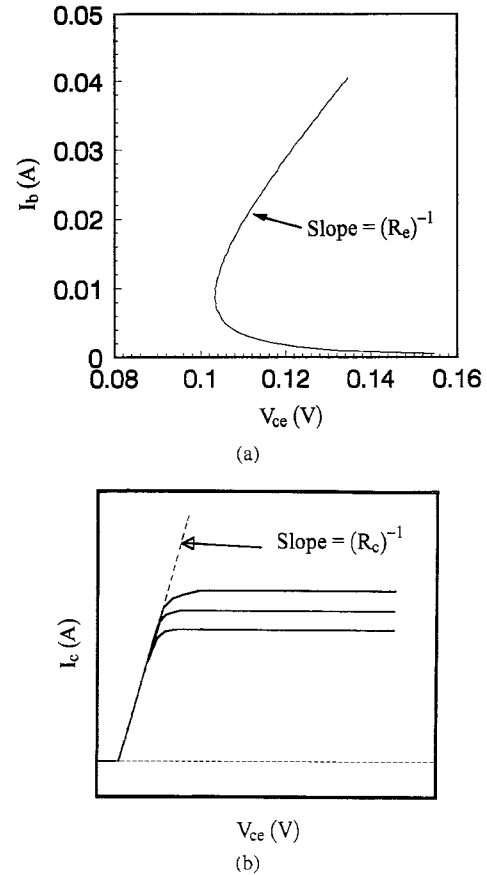 0.05
0.04
0.03
0.02
0.01
0
I_b (A)
Slope = (R_e)^-1
0.08 0.1 0.12 0.14 0.16
V_ce (V)
(a)
Slope = (R_c)^-1
I_c (A)
V_ce (V)
(b)